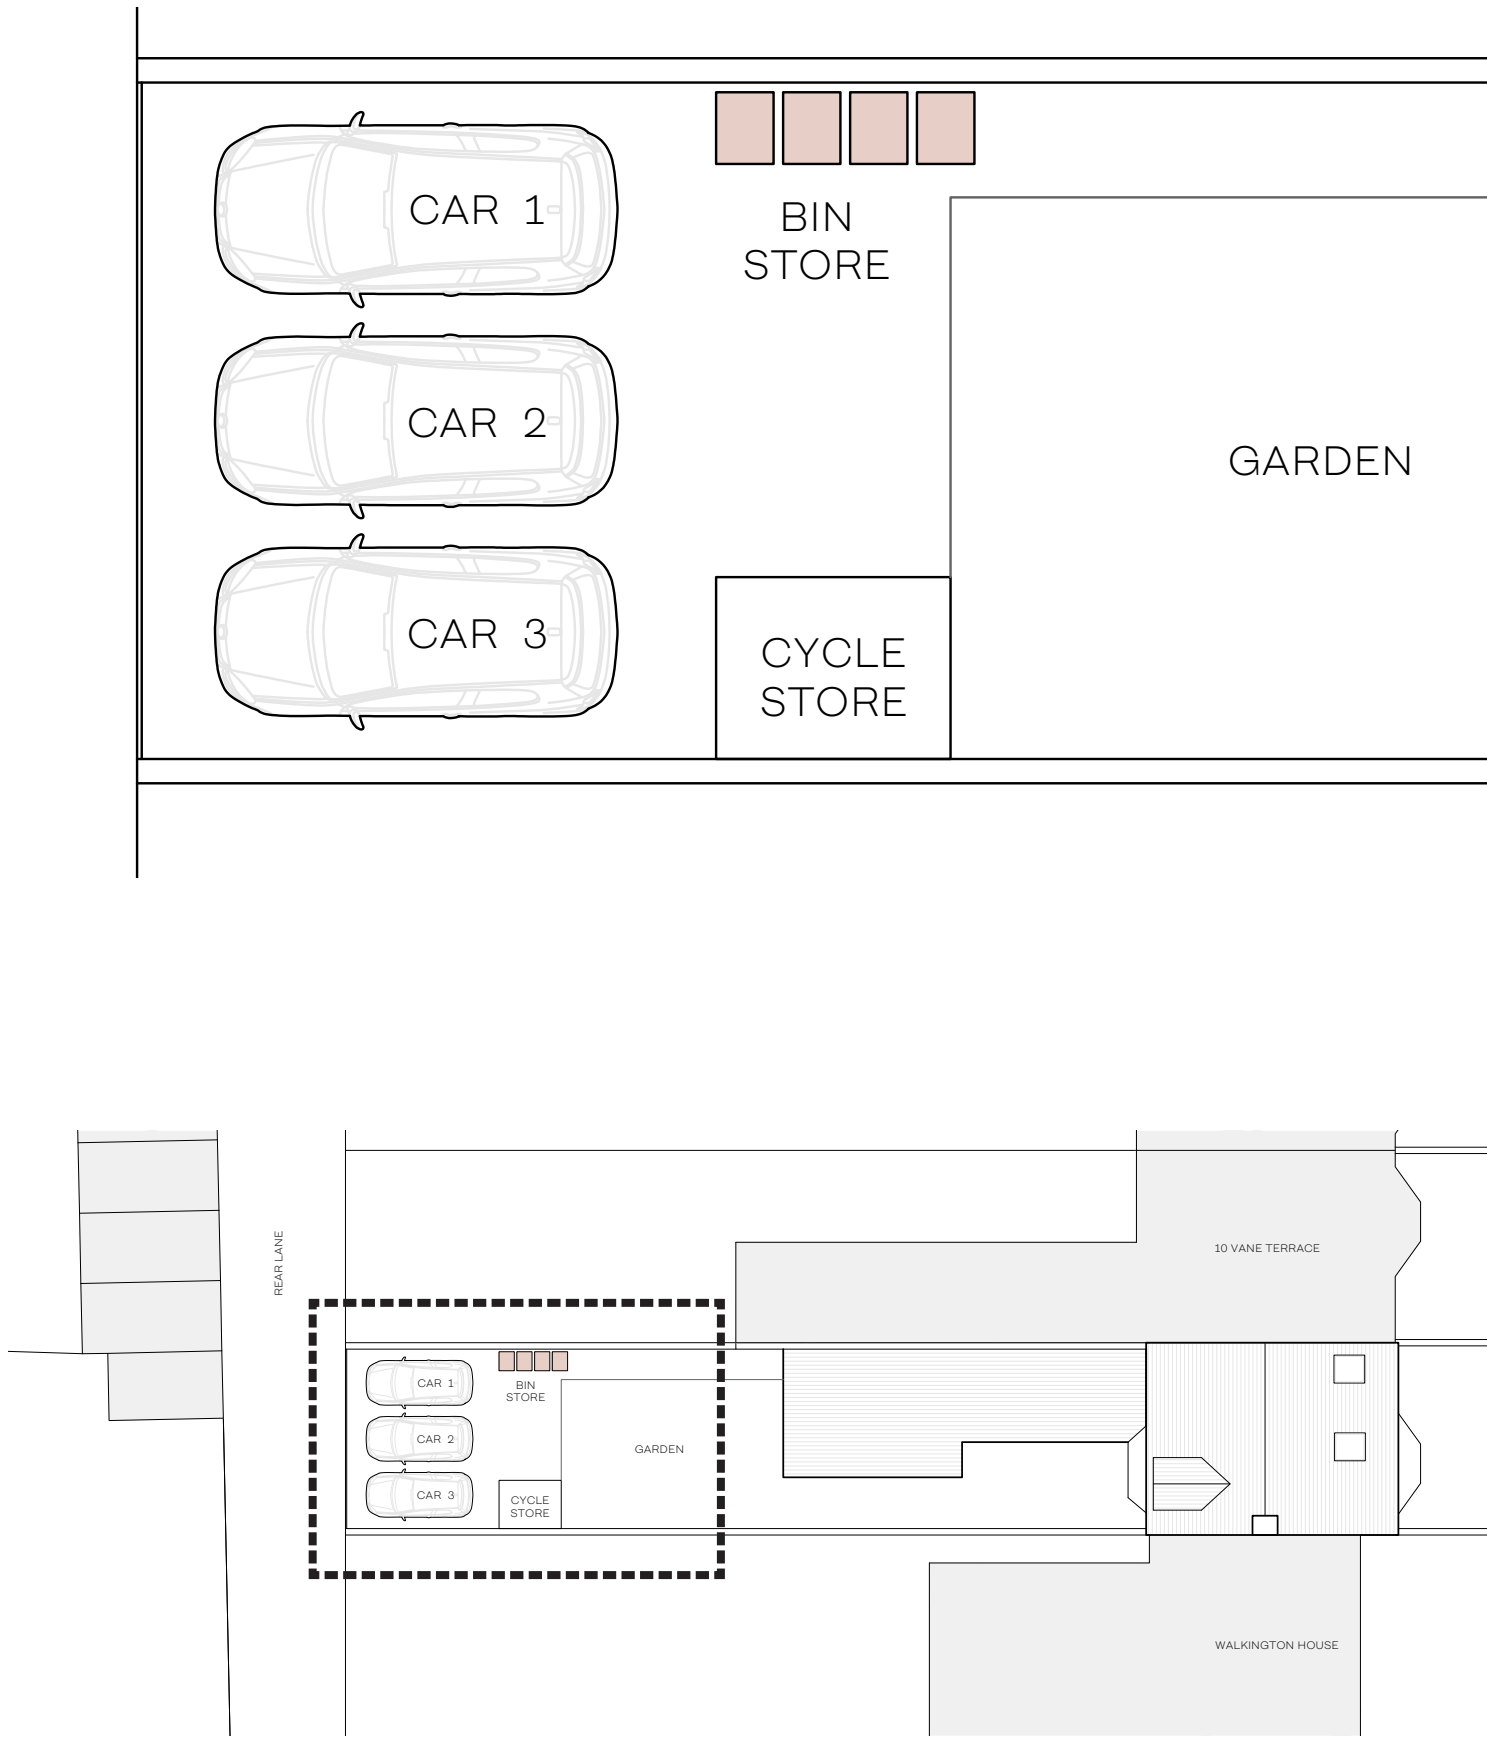 CAR 1
BIN
STORE
CAR 2
GARDEN
CAR 3
CYCLE
STORE
REAR LANE
10 VANE TERRACE
CAR 1
BIN
STORE
CAR 2
GARDEN
CAR 3
CYCLE
STORE
WALKINGTON HOUSE